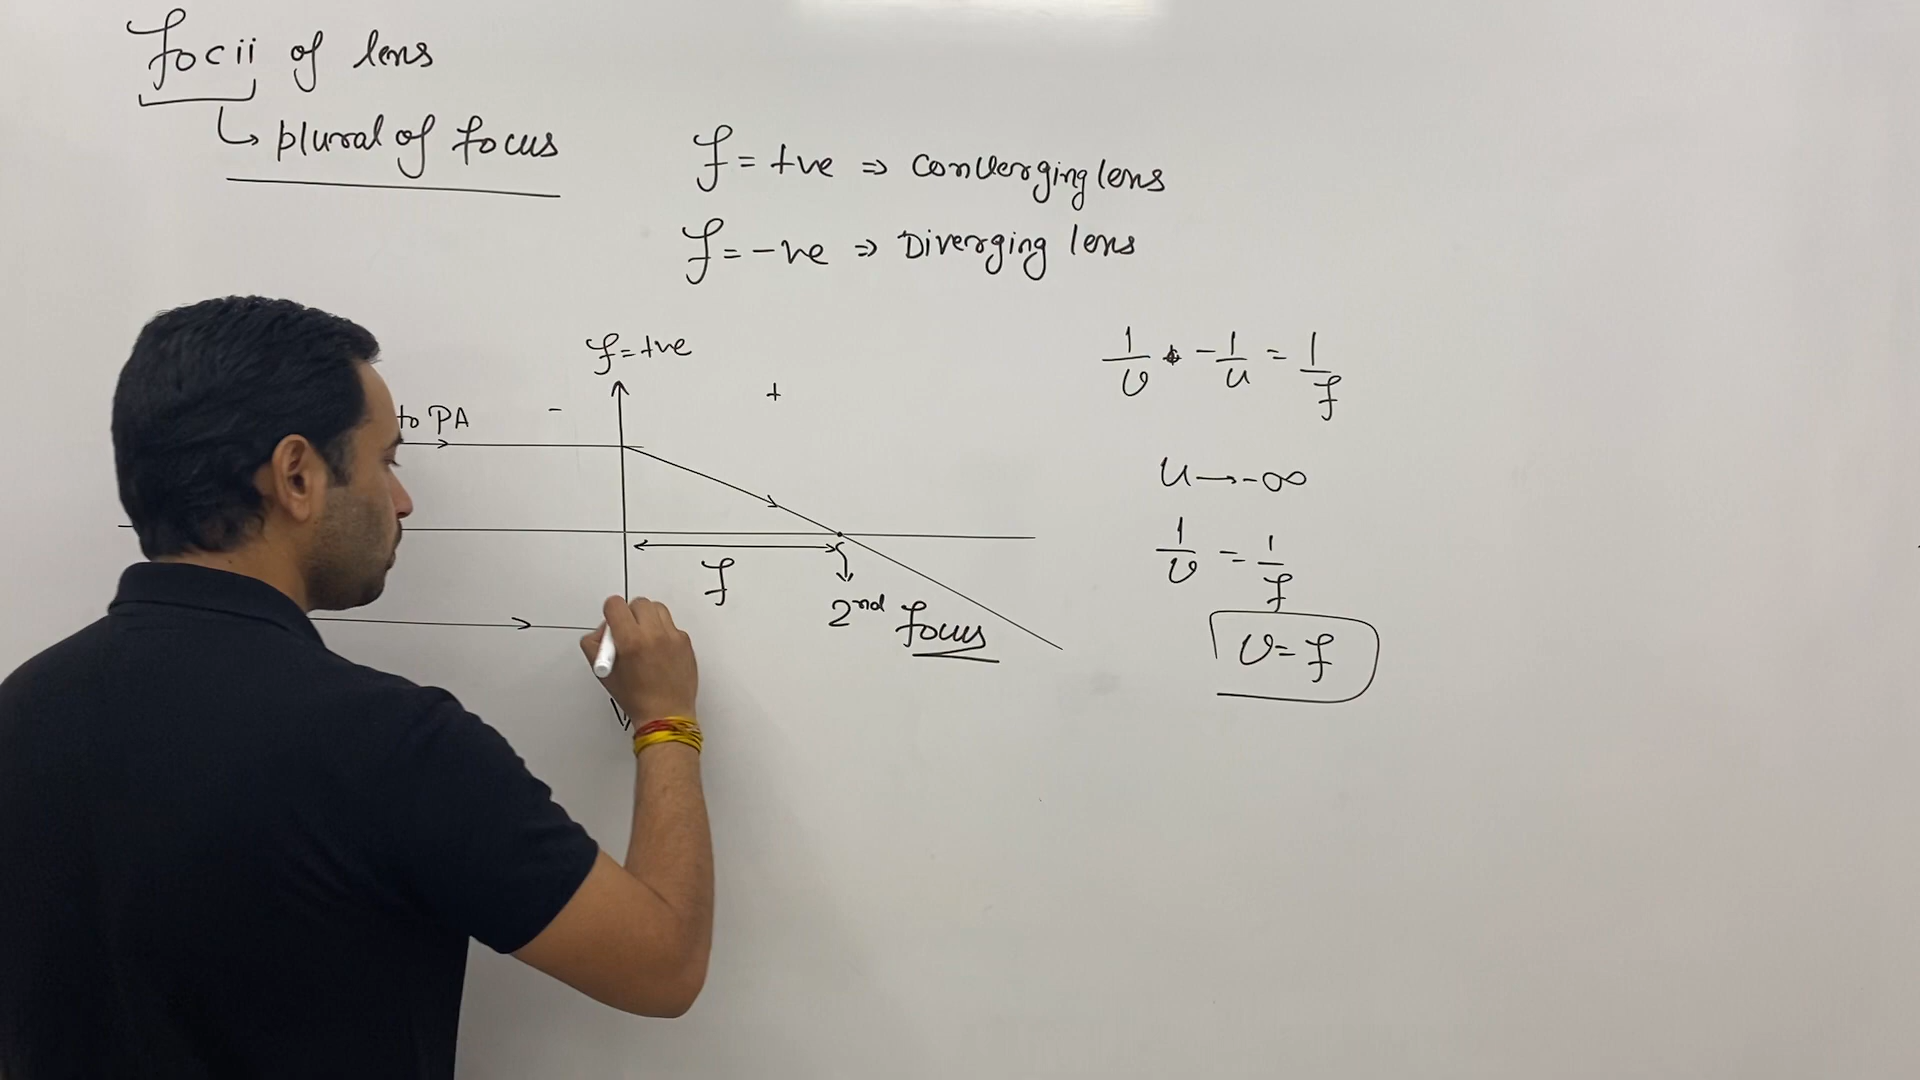 focii of lens
↳ plural of focus
f = +ve ⇒ converging lens
f = -ve ⇒ Diverging lens
f = +ve
to PA
-
+
f
2nd focus
1/v - 1/u = 1/f
u → -∞
1/v = 1/f
v = f